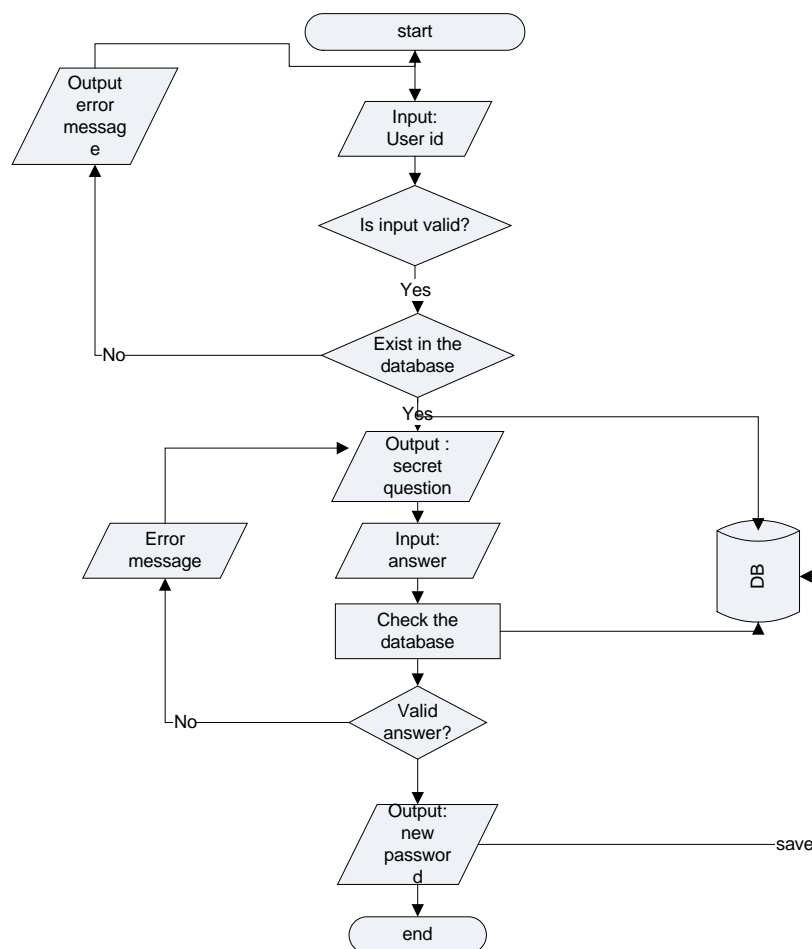 start
Output
error
messag
e
Input:
User id
Is input valid?
Yes
Exist in the
database
No
Yes
Output :
secret
question
Error
message
Input:
answer
DB
Check the
database
No
Valid
answer?
Output:
new
passwor
d
save
end